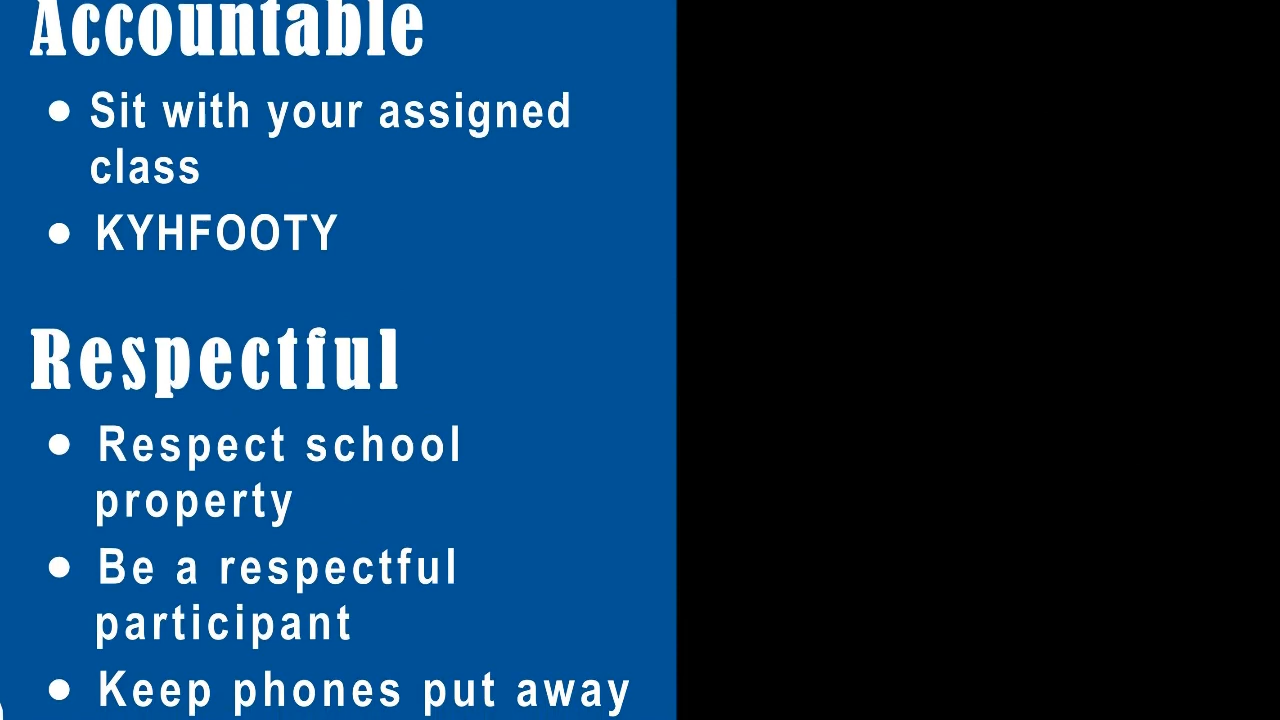 Accountable
● Sit with your assigned
class
● KYHFOOTY
Respectful
● Respect school
property
● Be a respectful
participant
● Keep phones put away